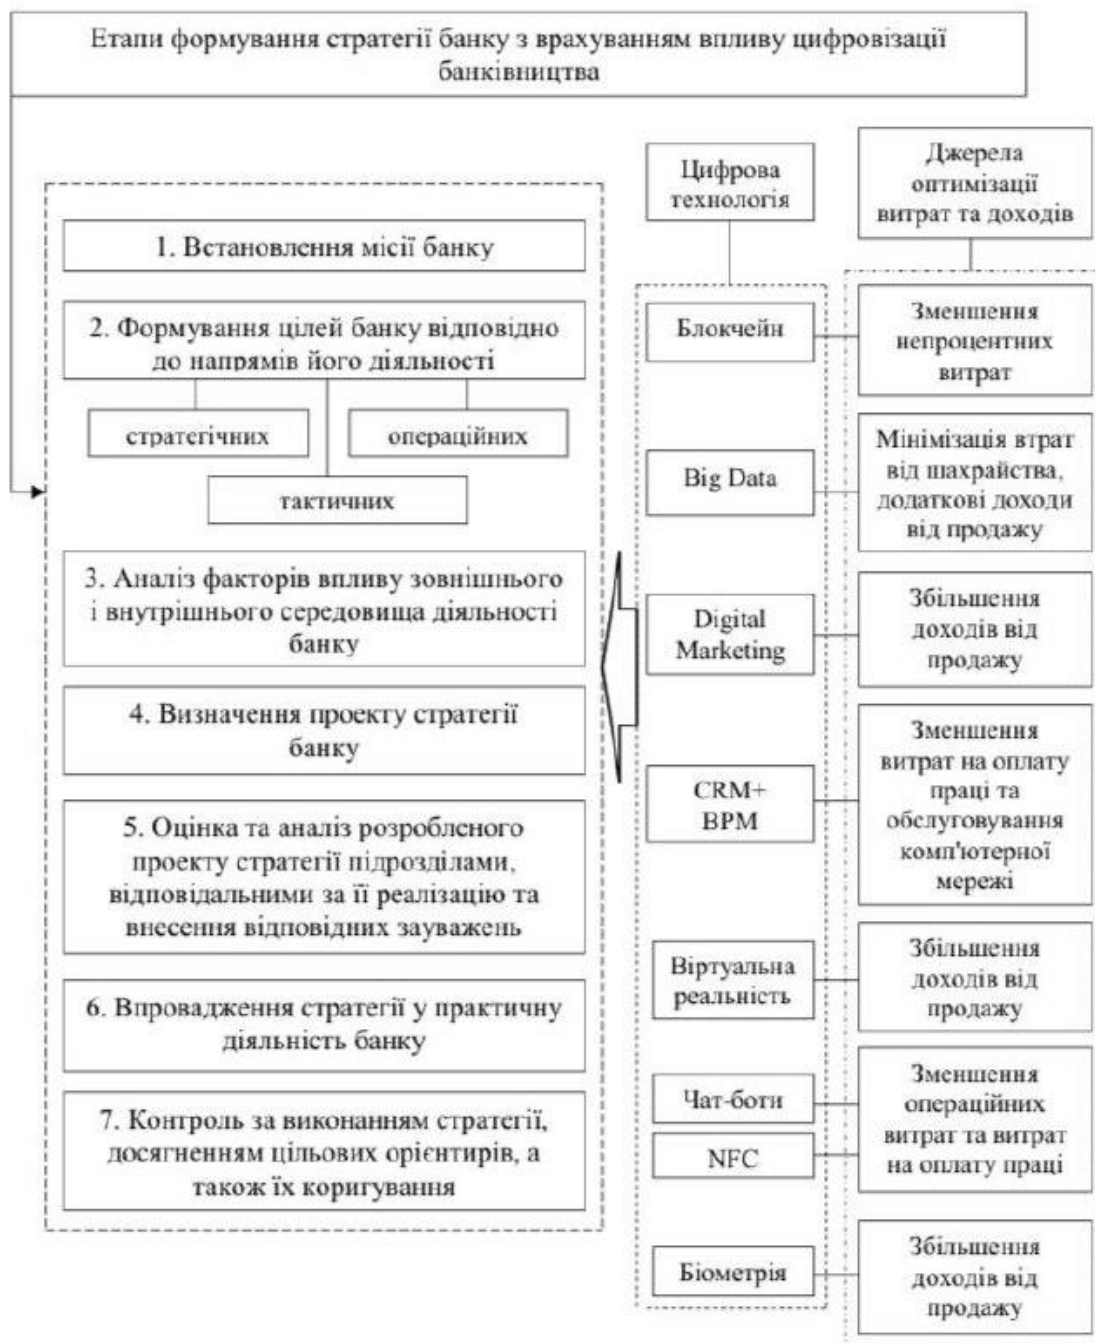 Етапи формування стратегії банку з врахуванням впливу цифровізації
банківництва
1. Встановлення місії банку
2. Формування цілей банку відповідно
до напрямів його діяльності
стратегічних
операційних
тактичних
3. Аналіз факторів впливу зовнішнього
і внутрішнього середовища діяльності
банку
4. Визначення проекту стратегії
банку
5. Оцінка та аналіз розробленого
проекту стратегії підрозділами,
відповідальними за її реалізацію та
внесення відповідних зауважень
6. Впровадження стратегії у практичну
діяльність банку
7. Контроль за виконанням стратегії,
досягненням цільових орієнтирів, а
також їх коригування
Цифрова
технологія
Блокчейн
Big Data
Digital
Marketing
CRM+
BPM
Віртуальна
реальність
Чат-боти
NFC
Біометрія
Джерела
оптимізації
витрат та доходів
Зменшення
непроцентних
витрат
Мінімізація втрат
від шахрайства,
додаткові доходи
від продажу
Збільшення
доходів від
продажу
Зменшення
витрат на оплату
праці та
обслуговування
комп'ютерної
мережі
Збільшення
доходів від
продажу
Зменшення
операційних
витрат та витрат
на оплату праці
Збільшення
доходів від
продажу